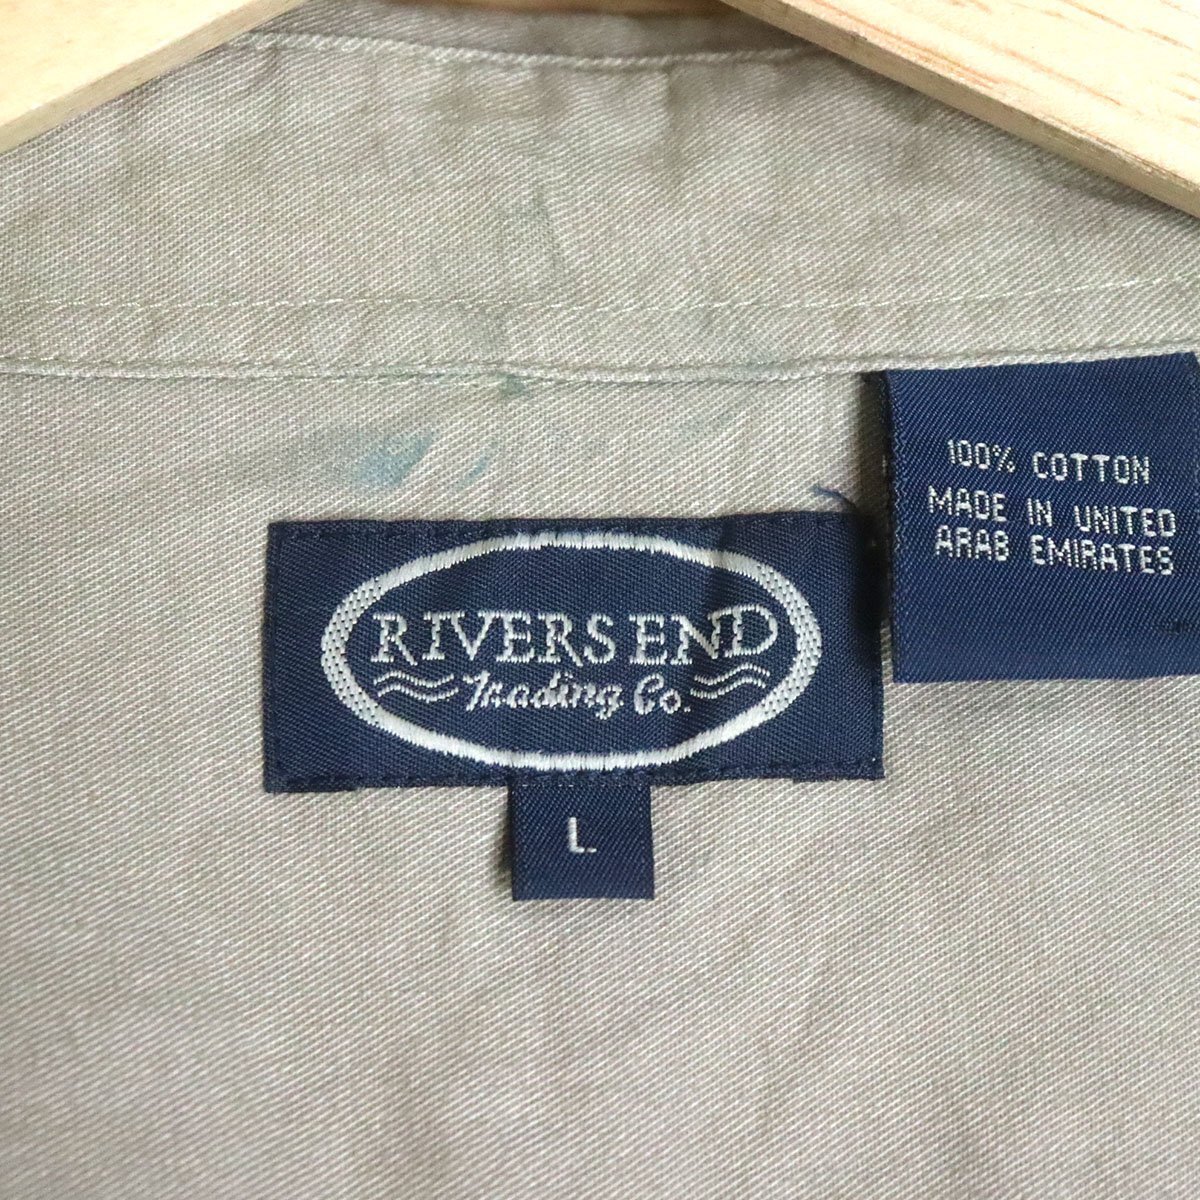 RIVERS END
Trading Co.
L
100% COTTON
MADE IN UNITED
ARAB EMIRATES